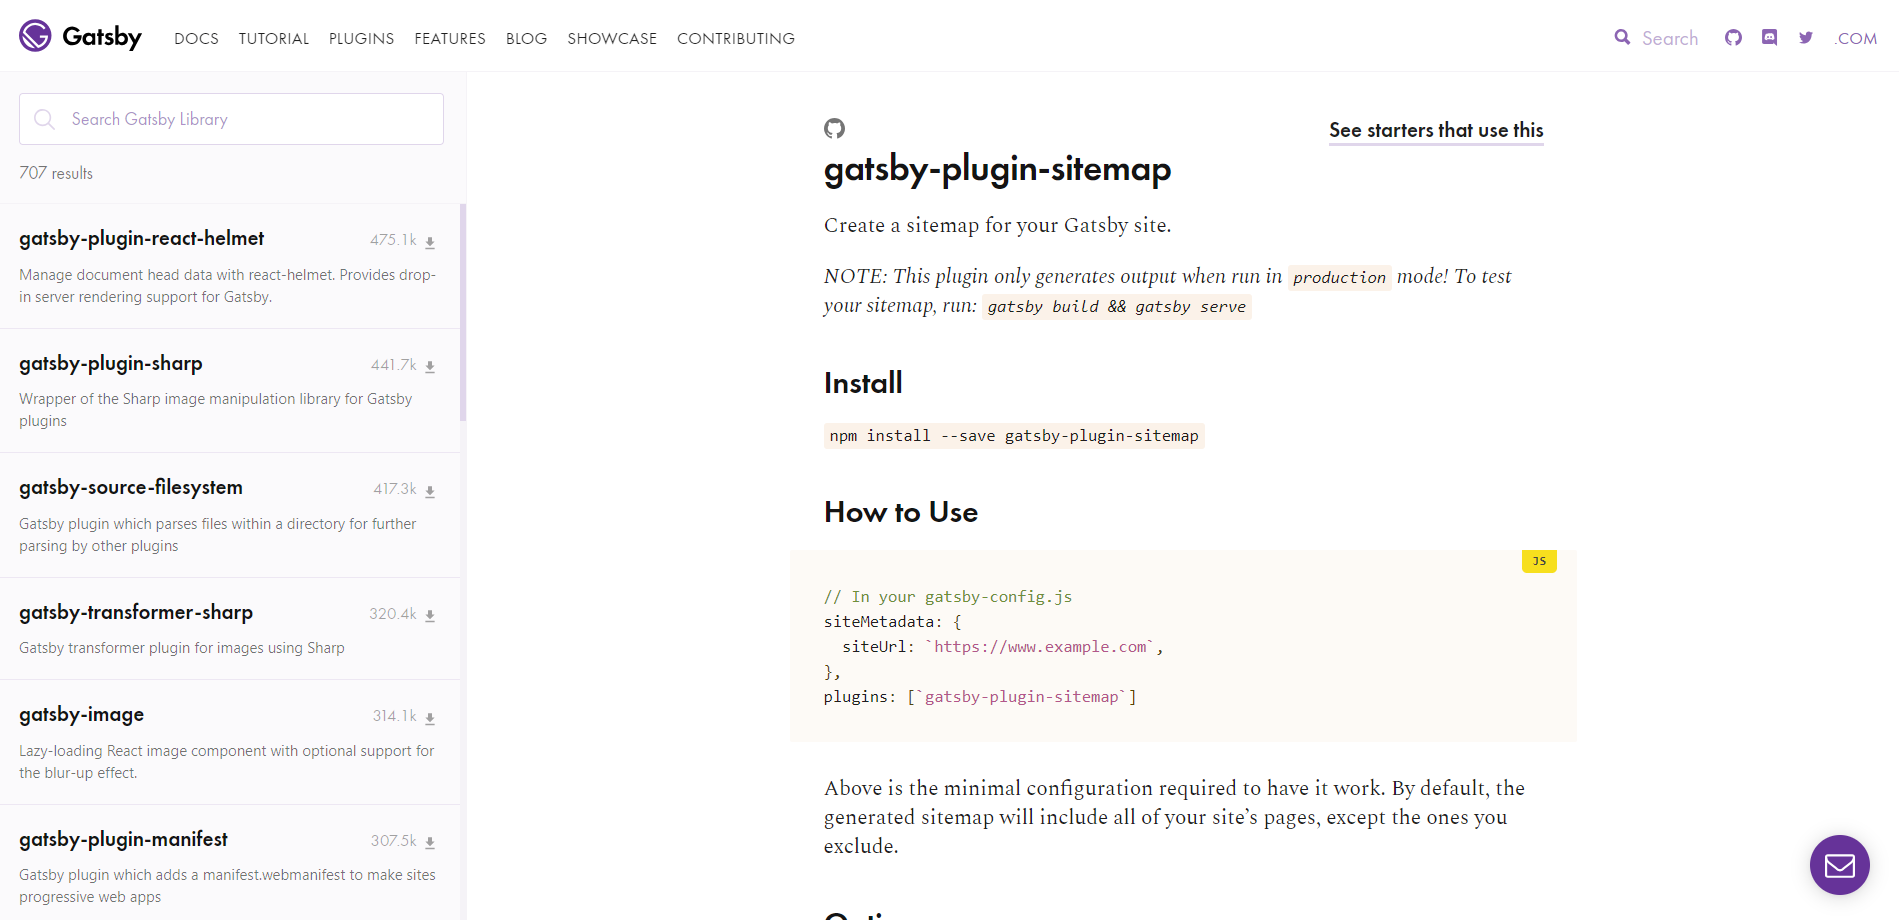 Gatsby
DOCS TUTORIAL PLUGINS FEATURES BLOG SHOWCASE CONTRIBUTING
Search
.COM
Search Gatsby Library
707 results
gatsby-plugin-react-helmet 475.1k
Manage document head data with react-helmet. Provides drop-
in server rendering support for Gatsby.
gatsby-plugin-sharp 441.7k
Wrapper of the Sharp image manipulation library for Gatsby
plugins
gatsby-source-filesystem 417.3k
Gatsby plugin which parses files within a directory for further
parsing by other plugins
gatsby-transformer-sharp 320.4k
Gatsby transformer plugin for images using Sharp
gatsby-image 314.1k
Lazy-loading React image component with optional support for
the blur-up effect.
gatsby-plugin-manifest 307.5k
Gatsby plugin which adds a manifest.webmanifest to make sites
progressive web apps
See starters that use this
gatsby-plugin-sitemap
Create a sitemap for your Gatsby site.
NOTE: This plugin only generates output when run in production mode! To test
your sitemap, run: gatsby build && gatsby serve
Install
npm install --save gatsby-plugin-sitemap
How to Use
JS
// In your gatsby-config.js
siteMetadata: {
  siteUrl: `https://www.example.com`,
},
plugins: [`gatsby-plugin-sitemap`]
Above is the minimal configuration required to have it work. By default, the
generated sitemap will include all of your site’s pages, except the ones you
exclude.